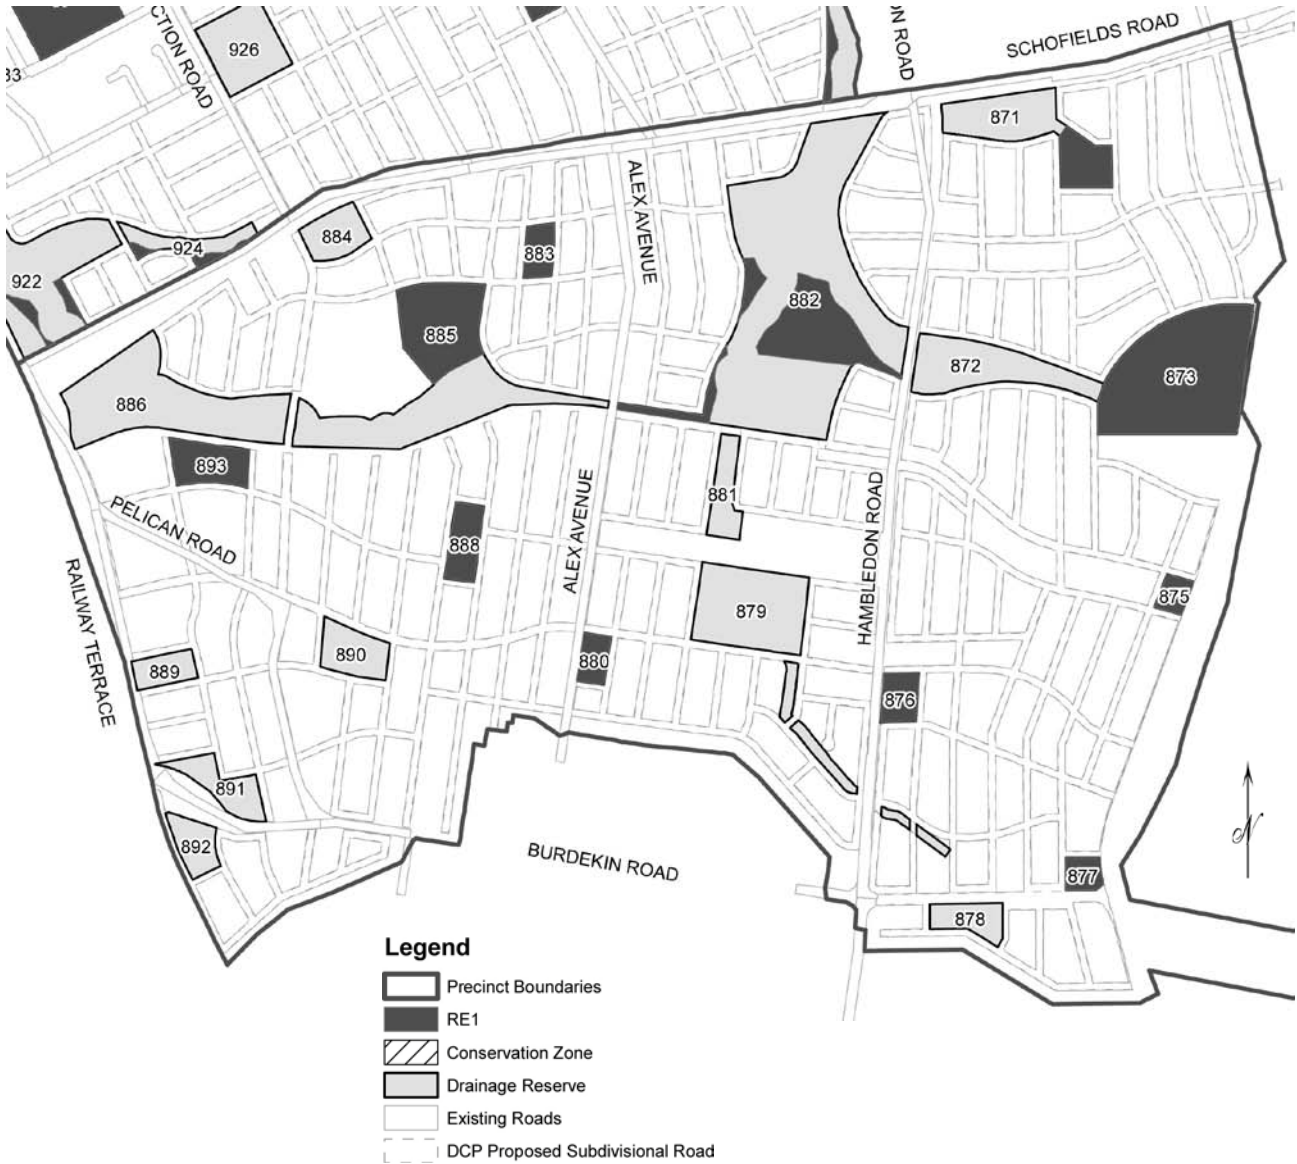 926
CTION ROAD
ON ROAD
SCHOFIELDS ROAD
33
871
ALEX AVENUE
884
883
924
922
882
885
872
873
886
893
881
PELICAN ROAD
888
ALEX AVENUE
HAMBLEDON ROAD
RAILWAY TERRACE
879
875
889
890
880
876
891
892
N
BURDEKIN ROAD
877
878
Legend
Precinct Boundaries
RE1
Conservation Zone
Drainage Reserve
Existing Roads
DCP Proposed Subdivisional Road